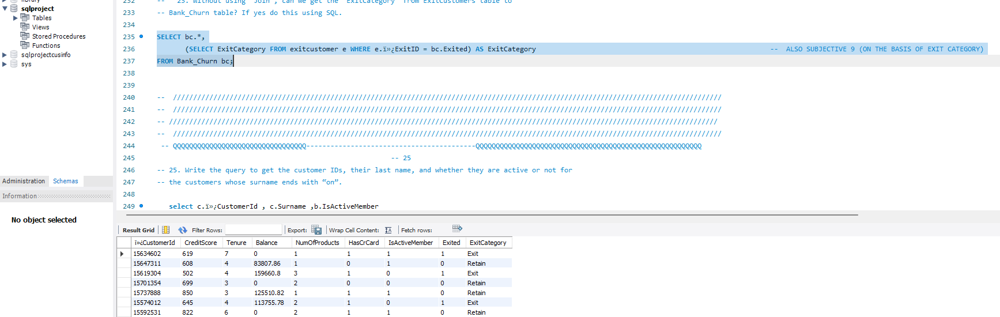 library
sqlproject
Tables
Views
Stored Procedures
Functions
sqlprojectcusinfo
sys
Administration Schemas
Information
No object selected
232 -- 23. Without using "Join", can we get the "ExitCategory" from ExitCustomers table to
233 -- Bank_Churn table? If yes do this using SQL.
234
235 SELECT bc.*,
236 (SELECT ExitCategory FROM exitcustomer e WHERE e.ï»¿ExitID = bc.Exited) AS ExitCategory -- ALSO SUBJECTIVE 9 (ON THE BASIS OF EXIT CATEGORY)
237 FROM Bank_Churn bc;
238
239
240 -- ////////////////////////////////////////////////////////////////////////////////////////////////////////////////////////////////////////
241 -- ////////////////////////////////////////////////////////////////////////////////////////////////////////////////////////////////////////
242 -- ////////////////////////////////////////////////////////////////////////////////////////////////////////////////////////////////////////
243 -- ////////////////////////////////////////////////////////////////////////////////////////////////////////////////////////////////////////
244 -- QQQQQQQQQQQQQQQQQQQQQQQQQQQQQQQQQ------------------------------------------QQQQQQQQQQQQQQQQQQQQQQQQQQQQQQQQQQQQQQQQQQQQQQQQQQQQQQQQ
245 -- 25
246 -- 25. Write the query to get the customer IDs, their last name, and whether they are active or not for
247 -- the customers whose surname ends with “on”.
248
249 select c.ï»¿CustomerId , c.Surname ,b.IsActiveMember
Result Grid Filter Rows: Export: Wrap Cell Content: Fetch rows:
ï»¿CustomerId CreditScore Tenure Balance NumOfProducts HasCrCard IsActiveMember Exited ExitCategory
15634602 619 7 0 1 1 1 1 Exit
15647311 608 4 83807.86 1 0 1 0 Retain
15619304 502 4 159660.8 3 1 0 1 Exit
15701354 699 3 0 2 0 0 0 Retain
15737888 850 3 125510.82 1 1 1 0 Retain
15574012 645 4 113755.78 2 1 0 1 Exit
15592531 822 6 0 2 1 1 0 Retain